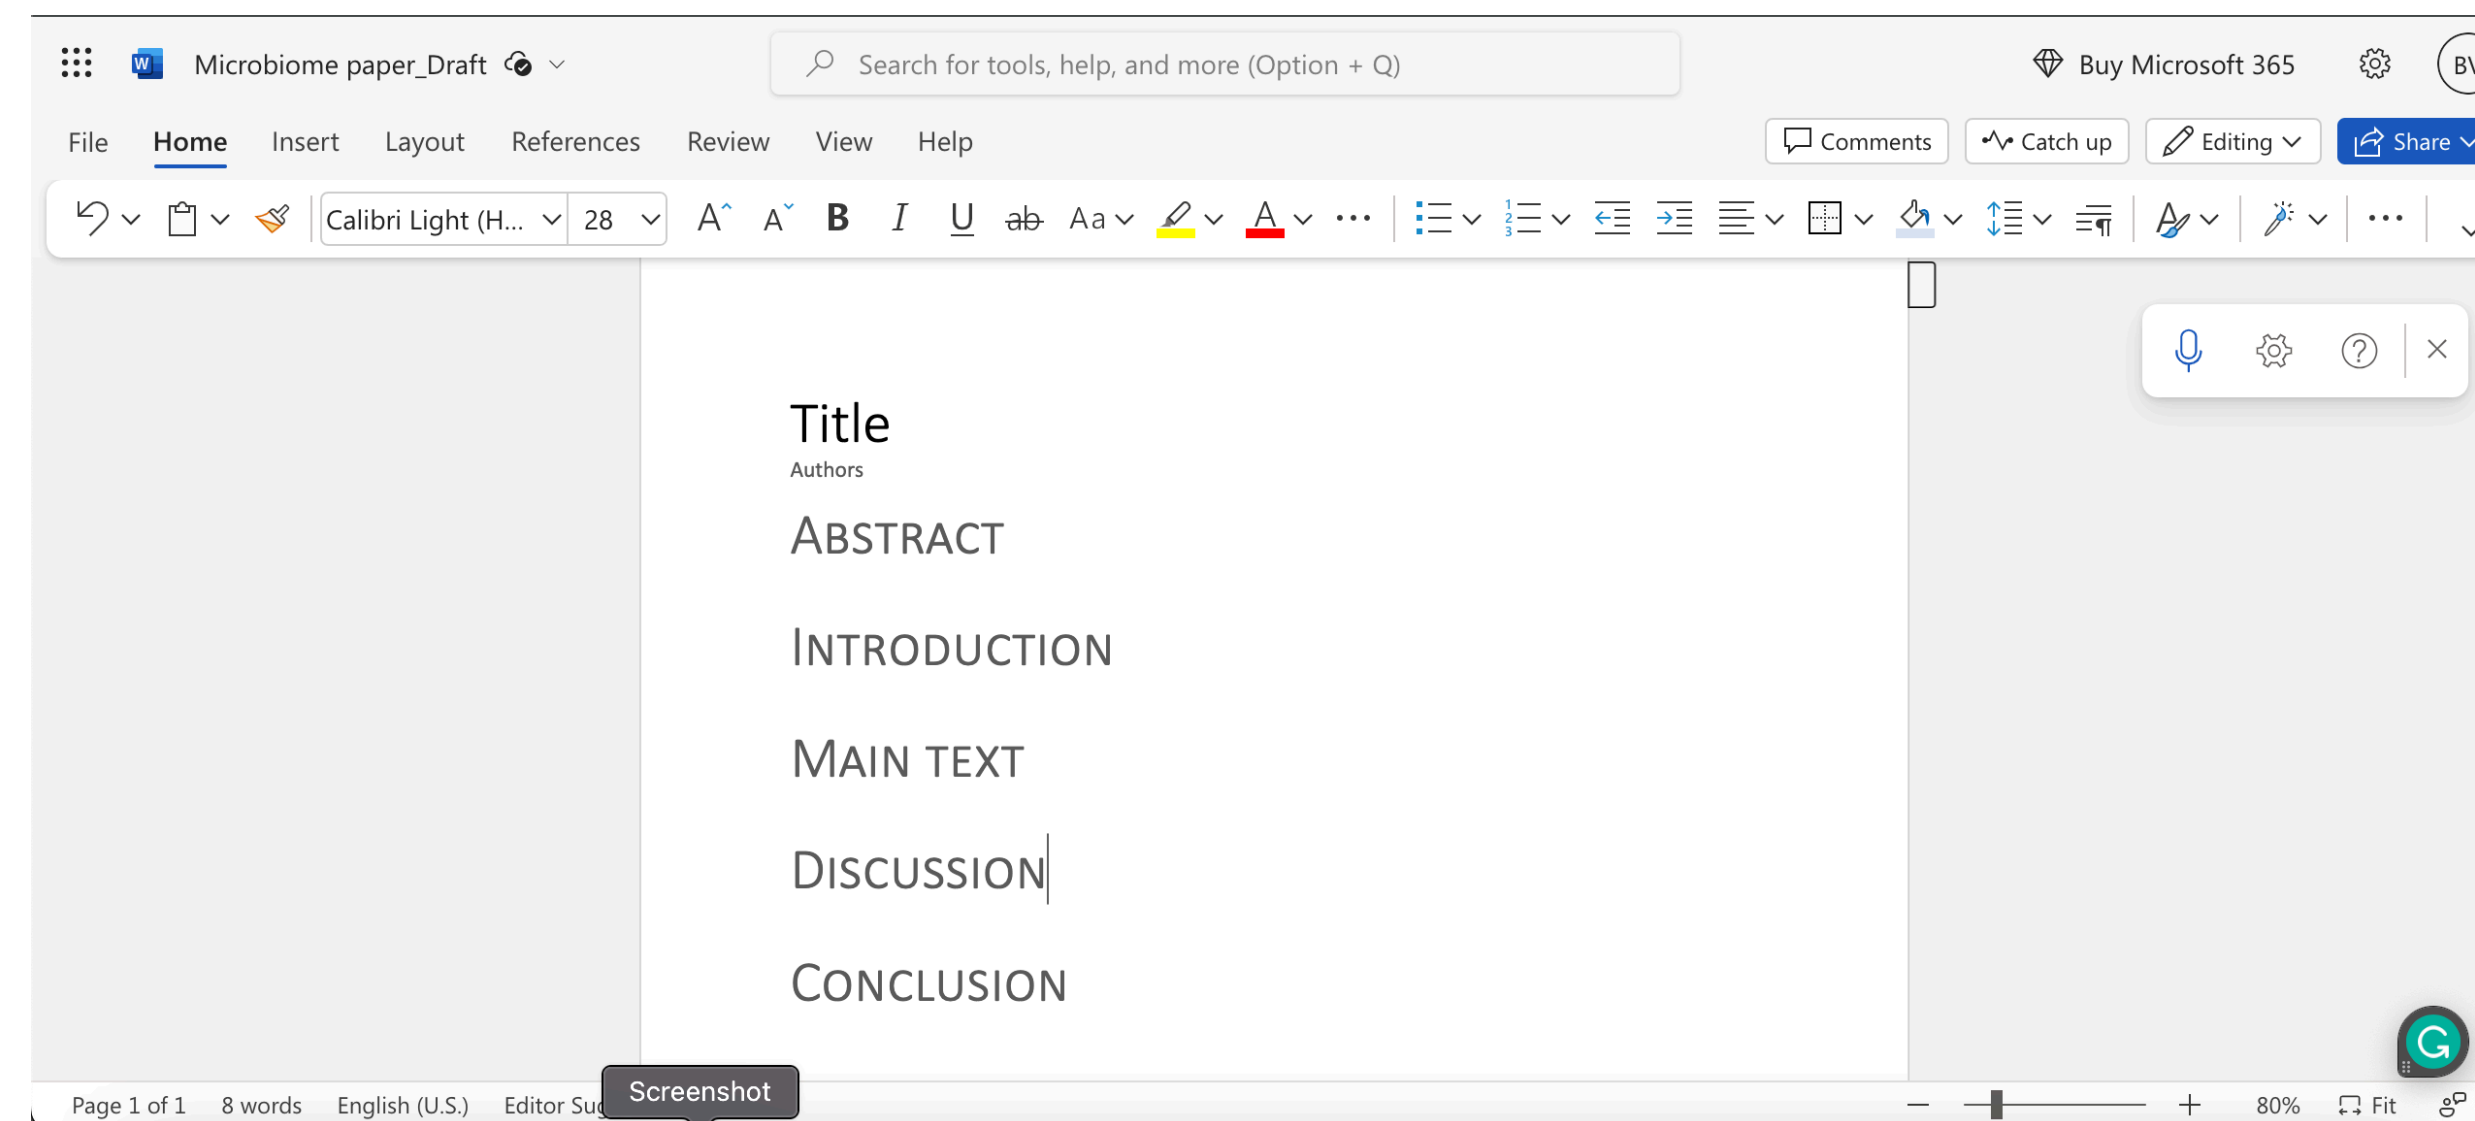 Microbiome paper_Draft
Search for tools, help, and more (Option + Q)
Buy Microsoft 365
File Home Insert Layout References Review View Help
Comments Catch up Editing Share
Calibri Light (H... 28
Title
Authors
Abstract
Introduction
Main text
Discussion
Conclusion
Screenshot
Page 1 of 1 8 words English (U.S.) Editor 80% Fit